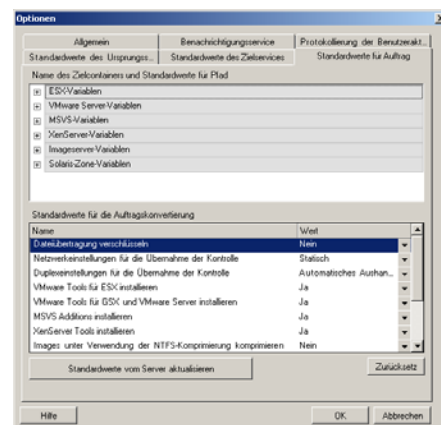 Optionen
Allgemein
Benachrichtigungsservice
Protokollierung der Benutzerakt...
Standardwerte des Ursprungss...
Standardwerte des Zielservices
Standardwerte für Auftrag
Name des Zielcontainers und Standardwerte für Pfad
ESX-Variablen
VMware Server-Variablen
MSVS-Variablen
XenServer-Variablen
Imageserver-Variablen
Solaris-Zone-Variablen
Standardwerte für die Auftragskonvertierung
Name Wert
Dateiübertragung verschlüsseln Nein
Netzwerkeinstellungen für die Übernahme der Kontrolle Statisch
Duplexeinstellungen für die Übernahme der Kontrolle Automatisches Aushan...
VMware Tools für ESX installieren Ja
VMware Tools für GSX und VMware Server installieren Ja
MSVS Additions installieren Ja
XenServer Tools installieren Ja
Images unter Verwendung der NTFS-Komprimierung komprimieren Nein
Standardwerte vom Server aktualisieren
Zurücksetz
Hilfe
OK
Abbrechen